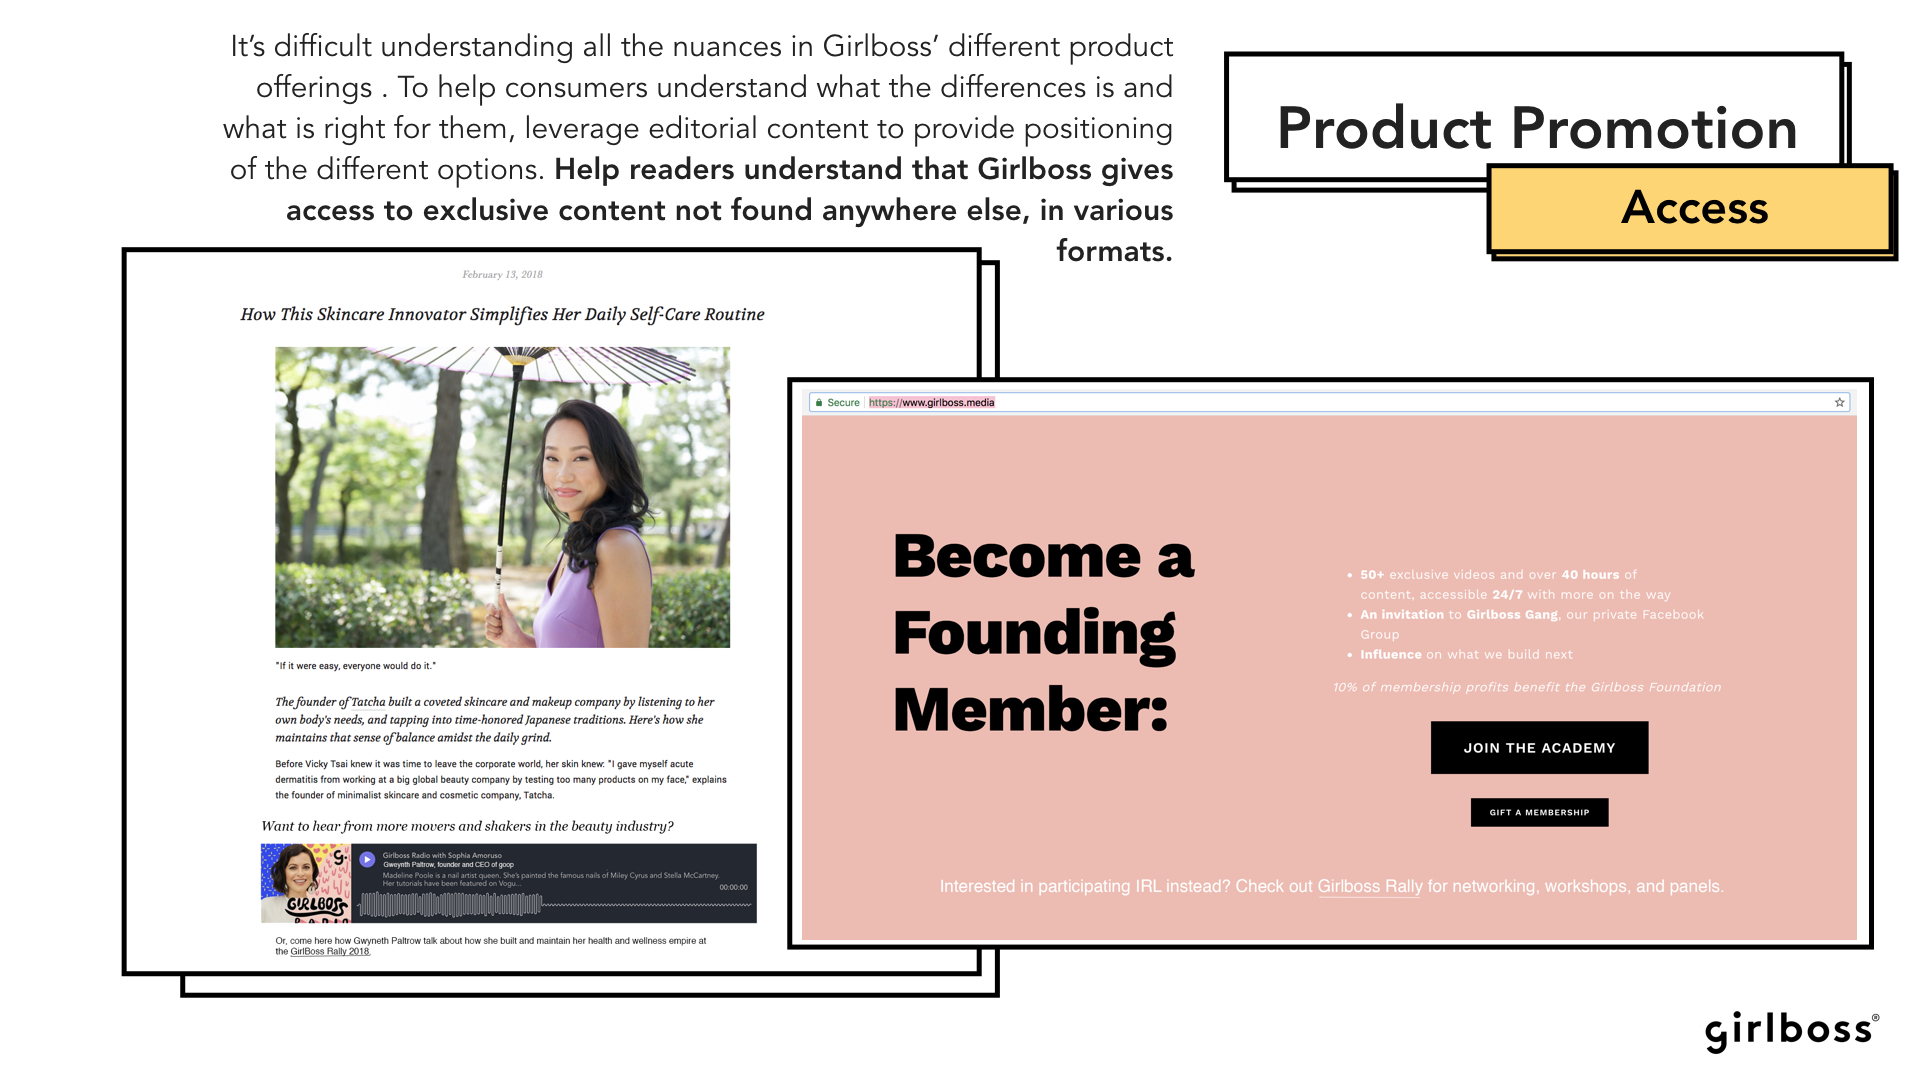 It's difficult understanding all the nuances in Girlboss' different product
offerings . To help consumers understand what the differences is and
what is right for them, leverage editorial content to provide positioning
of the different options. Help readers understand that Girlboss gives
access to exclusive content not found anywhere else, in various
formats.
Product Promotion
Access
February 13, 2018
How This Skincare Innovator Simplifies Her Daily Self-Care Routine
"If it were easy, everyone would do it."
The founder of Tatcha built a coveted skincare and makeup company by listening to her
own body's needs, and tapping into time-honored Japanese traditions. Here's how she
maintains that sense of balance amidst the daily grind.
Before Vicky Tsai knew it was time to leave the corporate world, her skin knew: "I gave myself acute
dermatitis from working at a big global beauty company by testing too many products on my face," explains
the founder of minimalist skincare and cosmetic company, Tatcha.
Want to hear from more movers and shakers in the beauty industry?
g.
GIRLBOSS
RADIO
Girlboss Radio with Sophia Amoruso
Gweynth Paltrow, founder and CEO of goop
Madeline Poole is a nail artist queen. She's painted the famous nails of Miley Cyrus and Stella McCartney.
Her tutorials have been featured on Vogu...
00:00:00
Or, come here how Gwyneth Paltrow talk about how she built and maintain her health and wellness empire at
the GirlBoss Rally 2018.
Secure https://www.girlboss.media
Become a
Founding
Member:
• 50+ exclusive videos and over 40 hours of
content, accessible 24/7 with more on the way
• An invitation to Girlboss Gang, our private Facebook
Group
• Influence on what we build next
10% of membership profits benefit the Girlboss Foundation
JOIN THE ACADEMY
GIFT A MEMBERSHIP
Interested in participating IRL instead? Check out Girlboss Rally for networking, workshops, and panels.
girlboss®